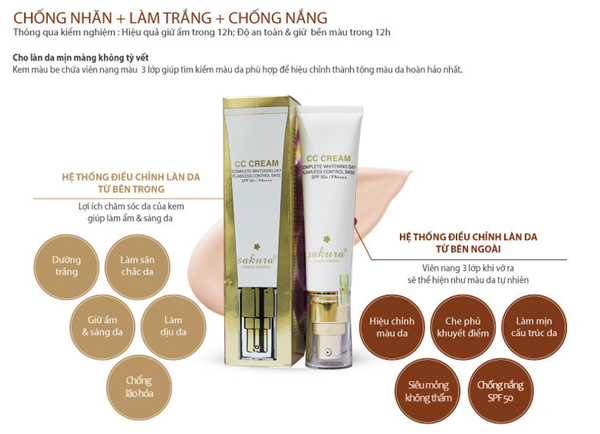 CHỐNG NHĂN + LÀM TRẮNG + CHỐNG NẮNG
Thông qua kiểm nghiệm : Hiệu quả giữ ẩm trong 12h; Độ an toàn & giữ bền màu trong 12h
Cho làn da mịn màng không tỳ vết
Kem màu be chứa viên nang màu 3 lớp giúp tìm kiếm màu da phù hợp để hiệu chỉnh thành tông màu da hoàn hảo nhất.
HỆ THỐNG ĐIỀU CHỈNH LÀN DA
TỪ BÊN TRONG
Lợi ích chăm sóc da của kem
giúp làm ẩm & sáng da
Dưỡng
trắng
Làm săn
chắc da
Giữ ẩm
& sáng da
Làm
dịu da
Chống
lão hóa
CC CREAM
COMPLETE WHITENING DAY
FLAWLESS CONTROL BASE
SPF 50+ / PA++++
sakura
CC CREAM
COMPLETE WHITENING DAY
FLAWLESS CONTROL BASE
SPF 50+ / PA++++
sakura
HỆ THỐNG ĐIỀU CHỈNH LÀN DA
TỪ BÊN NGOÀI
Viên nang 3 lớp khi vỡ ra
sẽ thể hiện như màu da tự nhiên
Hiệu chỉnh
màu da
Che phủ
khuyết điểm
Làm mịn
cấu trúc da
Siêu mỏng
không thấm
Chống nắng
SPF 50